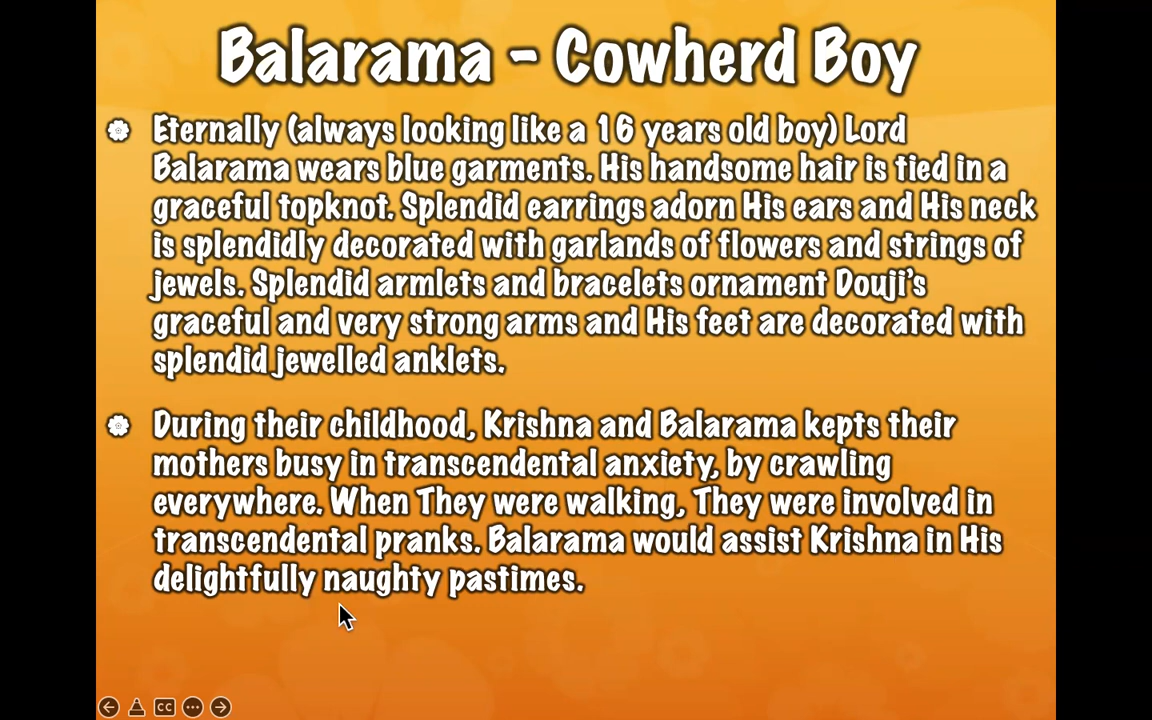 Balarama - Cowherd Boy
Eternally (always looking like a 16 years old boy) Lord
Balarama wears blue garments. His handsome hair is tied in a
graceful topknot. Splendid earrings adorn His ears and His neck
is splendidly decorated with garlands of flowers and strings of
jewels. Splendid armlets and bracelets ornament Douji's
graceful and very strong arms and His feet are decorated with
splendid jewelled anklets.
During their childhood, Krishna and Balarama kepts their
mothers busy in transcendental anxiety, by crawling
everywhere. When They were walking, They were involved in
transcendental pranks. Balarama would assist Krishna in His
delightfully naughty pastimes.
CC